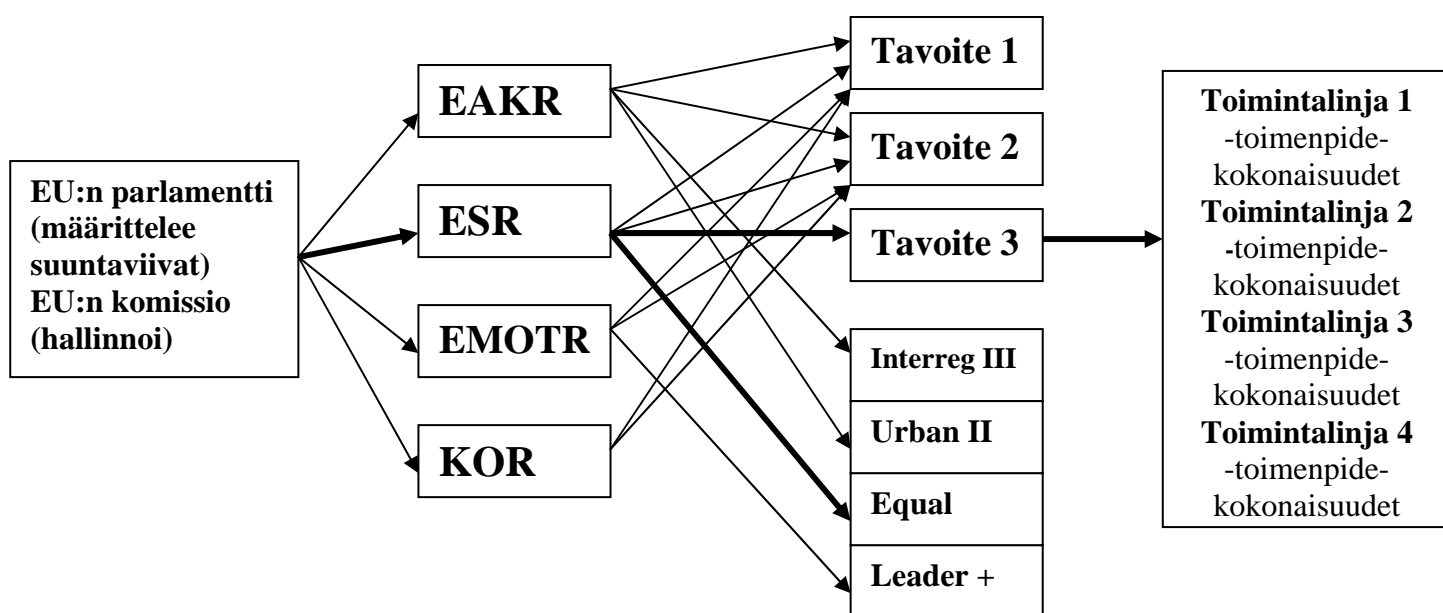 EU:n parlamentti
(määrittelee
suuntaviivat)
EU:n komissio
(hallinnoi)
EAKR
ESR
EMOTR
KOR
Tavoite 1
Tavoite 2
Tavoite 3
Interreg III
Urban II
Equal
Leader +
Toimintalinja 1
-toimenpide-
kokonaisuudet
Toimintalinja 2
-toimenpide-
kokonaisuudet
Toimintalinja 3
-toimenpide-
kokonaisuudet
Toimintalinja 4
-toimenpide-
kokonaisuudet